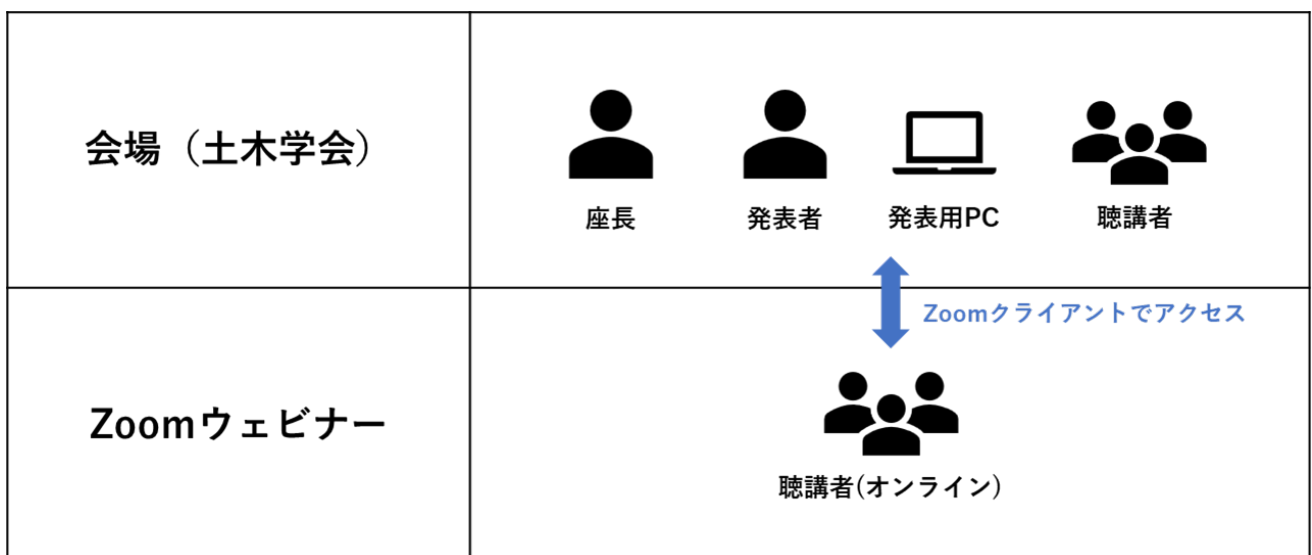 会場（土木学会）
座長
発表者
発表用PC
聴講者
Zoomクライアントでアクセス
Zoomウェビナー
聴講者(オンライン)